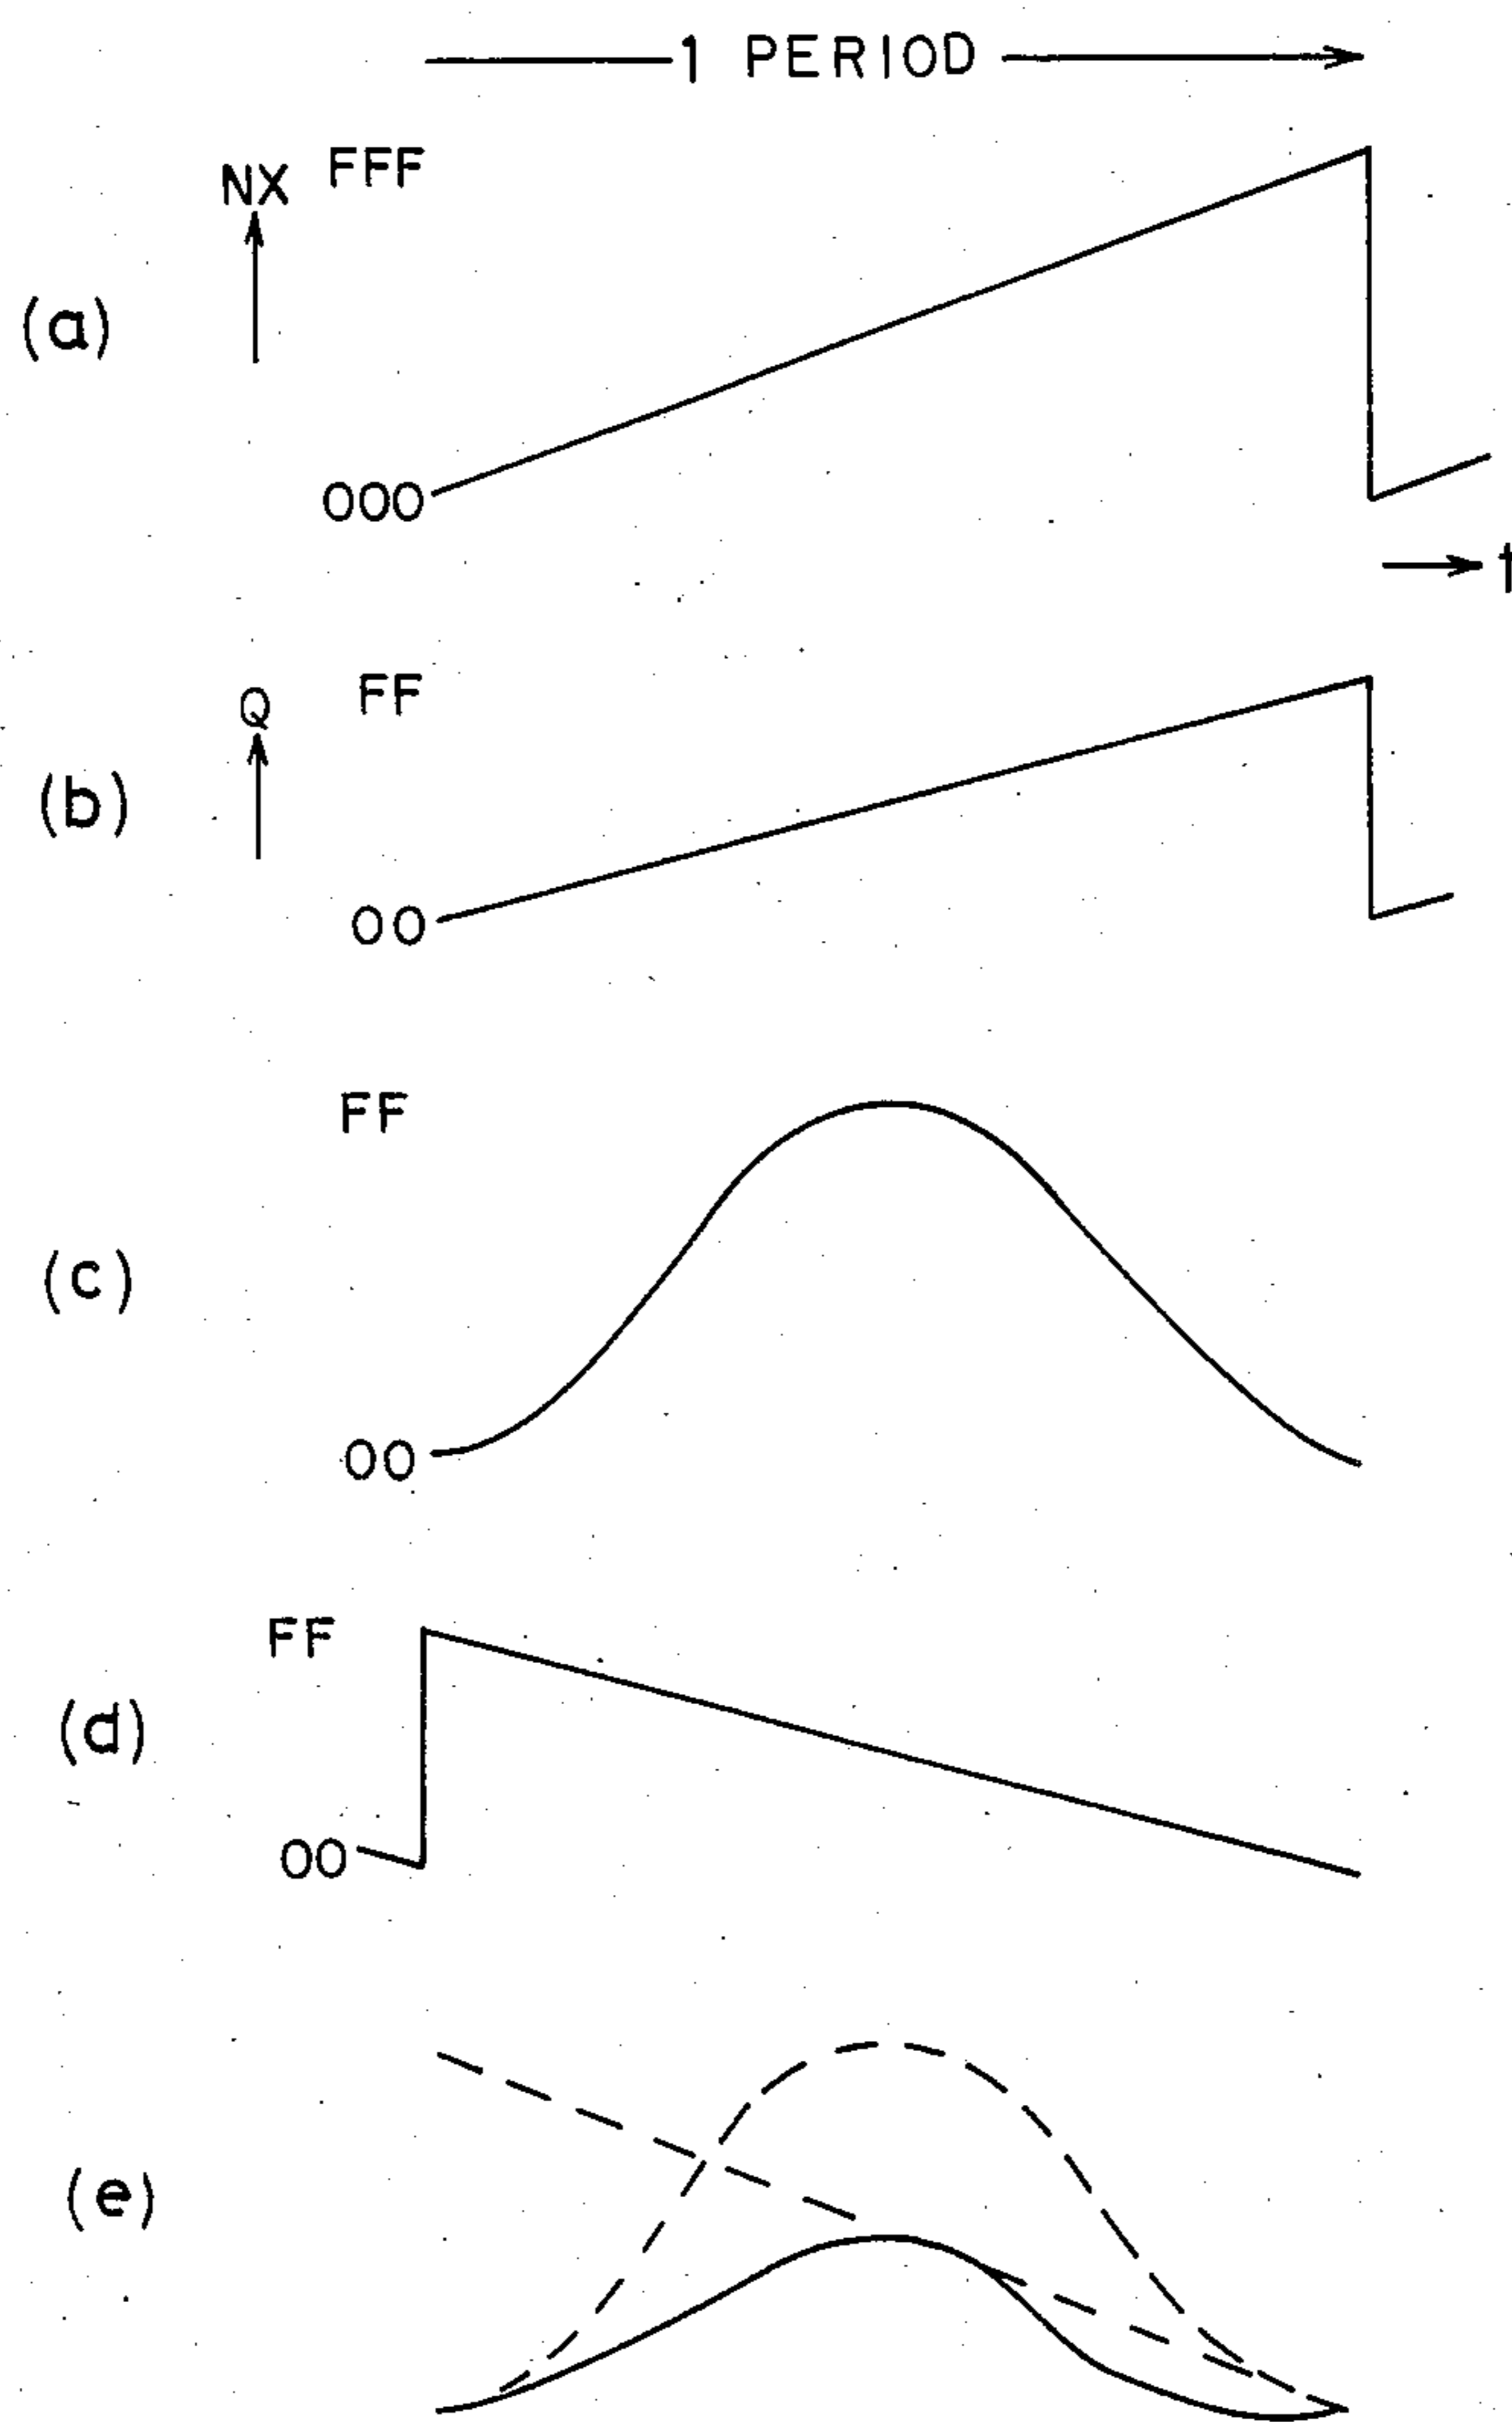 1 PERIOD
NX FFF
(a)
000
t
Q FF
(b)
00
FF
(c)
00
FF
(d)
00
(e)